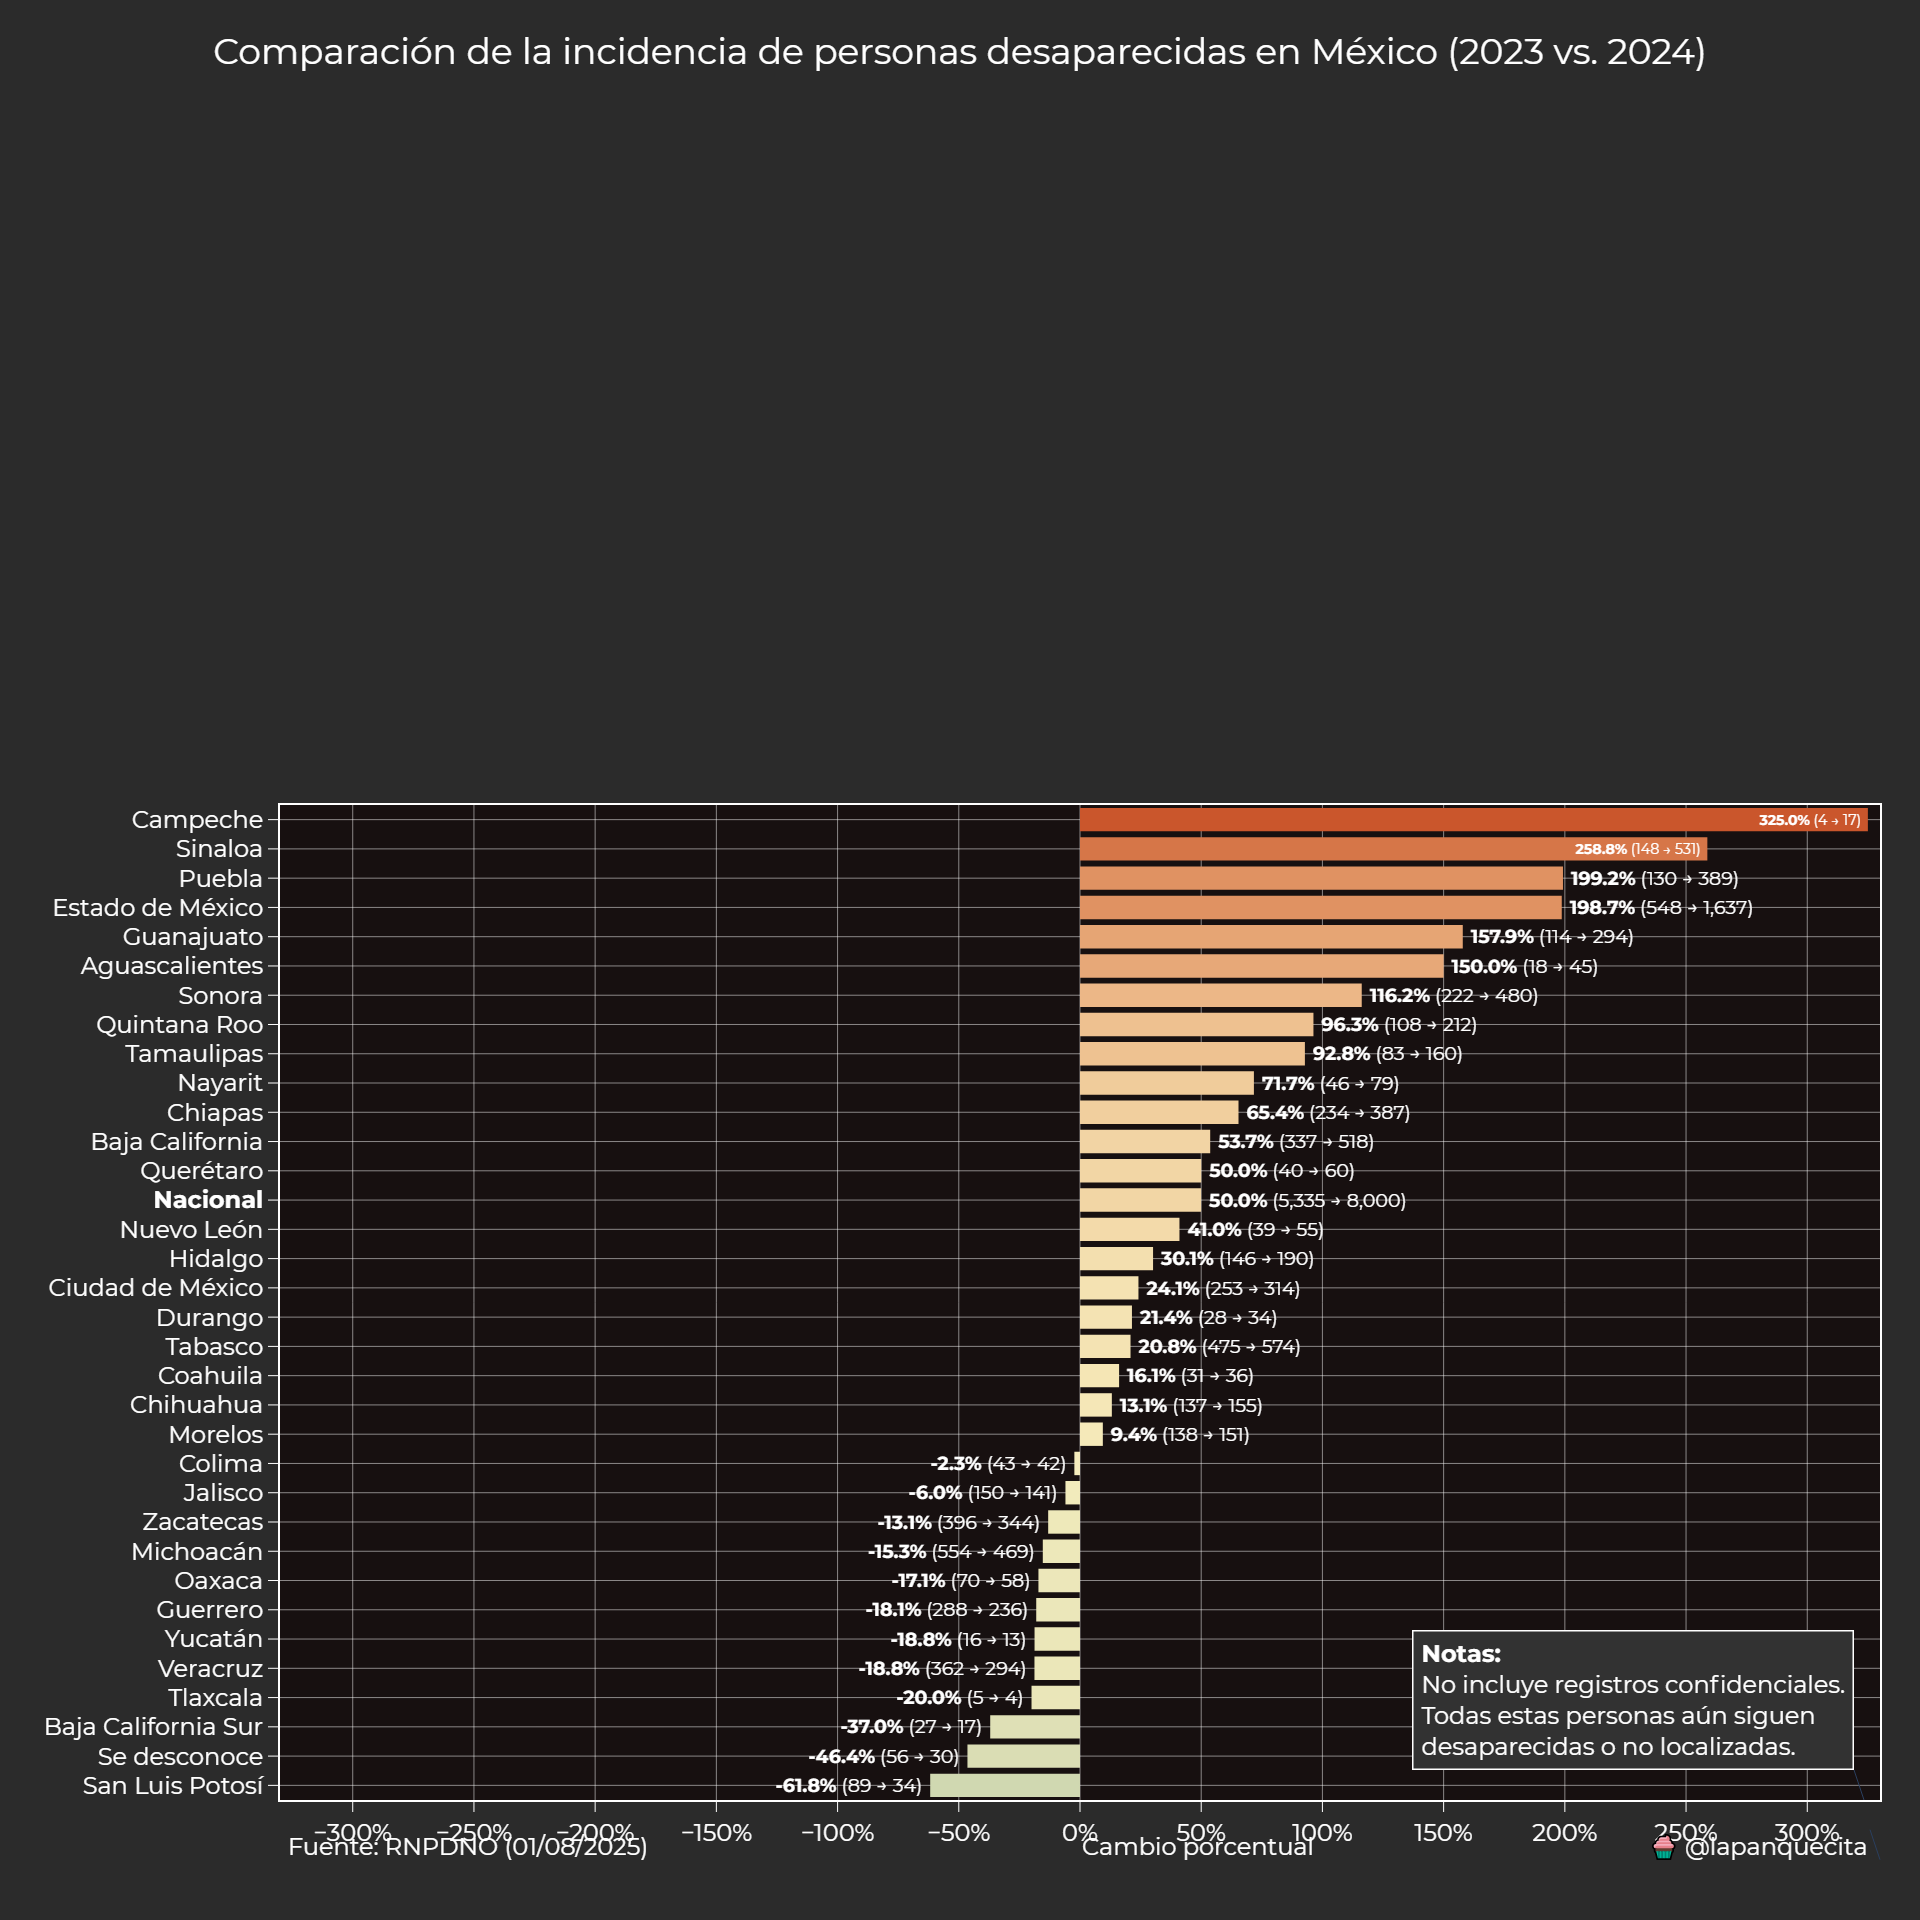 Comparación de la incidencia de personas desaparecidas en México (2023 vs. 2024)
Campeche 325.0% (4 → 17)
Sinaloa 258.8% (148 → 531)
Puebla 199.2% (130 → 389)
Estado de México 198.7% (548 → 1,637)
Guanajuato 157.9% (114 → 294)
Aguascalientes 150.0% (18 → 45)
Sonora 116.2% (222 → 480)
Quintana Roo 96.3% (108 → 212)
Tamaulipas 92.8% (83 → 160)
Nayarit 71.7% (46 → 79)
Chiapas 65.4% (234 → 387)
Baja California 53.7% (337 → 518)
Querétaro 50.0% (40 → 60)
Nacional 50.0% (5,335 → 8,000)
Nuevo León 41.0% (39 → 55)
Hidalgo 30.1% (146 → 190)
Ciudad de México 24.1% (253 → 314)
Durango 21.4% (28 → 34)
Tabasco 20.8% (475 → 574)
Coahuila 16.1% (31 → 36)
Chihuahua 13.1% (137 → 155)
Morelos 9.4% (138 → 151)
Colima -2.3% (43 → 42)
Jalisco -6.0% (150 → 141)
Zacatecas -13.1% (396 → 344)
Michoacán -15.3% (554 → 469)
Oaxaca -17.1% (70 → 58)
Guerrero -18.1% (288 → 236)
Yucatán -18.8% (16 → 13)
Veracruz -18.8% (362 → 294)
Tlaxcala -20.0% (5 → 4)
Baja California Sur -37.0% (27 → 17)
Se desconoce -46.4% (56 → 30)
San Luis Potosí -61.8% (89 → 34)
Notas:
No incluye registros confidenciales.
Todas estas personas aún siguen
desaparecidas o no localizadas.
−300% −250% −200% −150% −100% −50% 0% 50% 100% 150% 200% 250% 300%
Fuente: RNPDNO (01/08/2025) Cambio porcentual 🧁 @lapanquecita